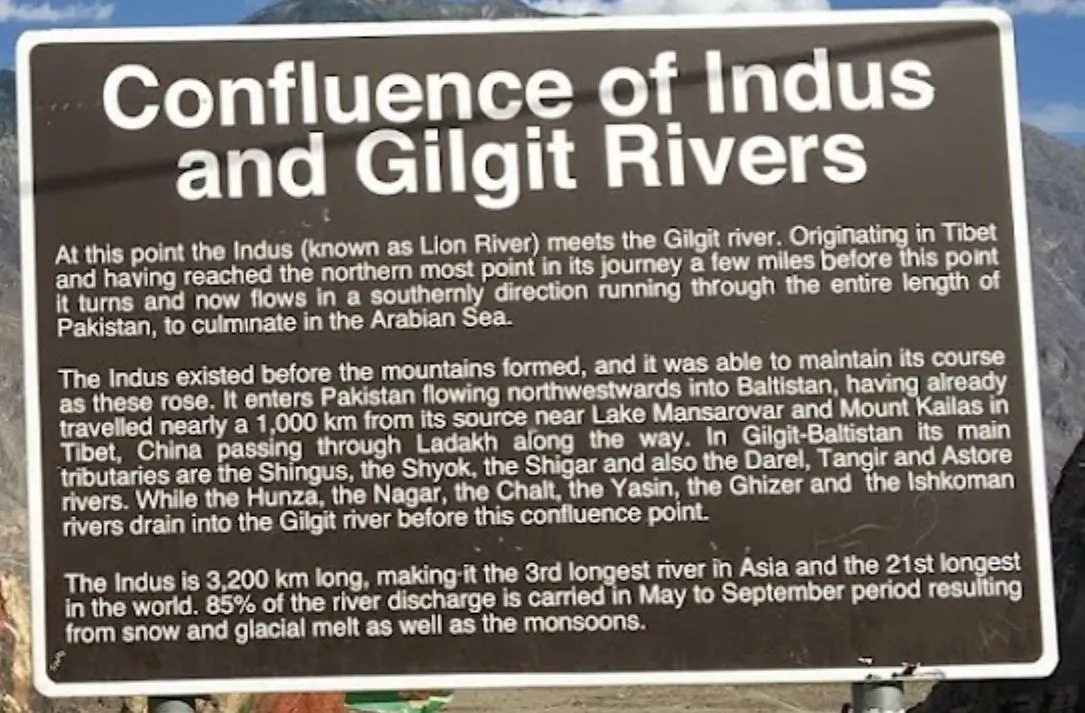 Confluence of Indus
and Gilgit Rivers
At this point the Indus (known as Lion River) meets the Gilgit river. Originating in Tibet
and having reached the northern most point in its journey a few miles before this point
it turns and now flows in a southernly direction running through the entire length of
Pakistan, to culminate in the Arabian Sea.
The Indus existed before the mountains formed, and it was able to maintain its course
as these rose. It enters Pakistan flowing northwestwards into Baltistan, having already
travelled nearly a 1,000 km from its source near Lake Mansarovar and Mount Kailas in
Tibet, China passing through Ladakh along the way. In Gilgit-Baltistan its main
tributaries are the Shingus, the Shyok, the Shigar and also the Darel, Tangir and Astore
rivers. While the Hunza, the Nagar, the Chalt, the Yasin, the Ghizer and the Ishkoman
rivers drain into the Gilgit river before this confluence point.
The Indus is 3,200 km long, making it the 3rd longest river in Asia and the 21st longest
in the world. 85% of the river discharge is carried in May to September period resulting
from snow and glacial melt as well as the monsoons.